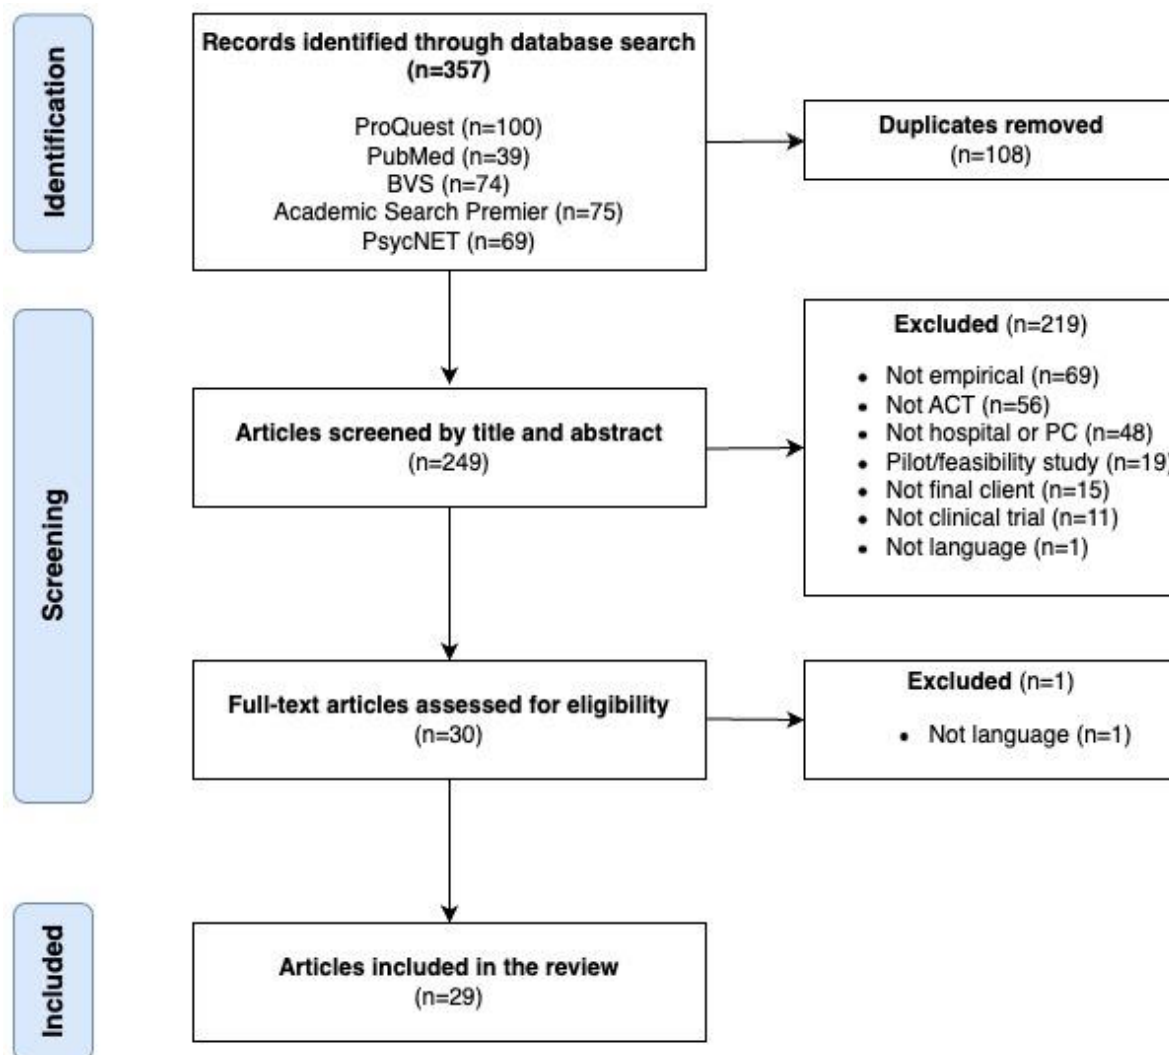 Identification
Records identified through database search
(n=357)
ProQuest (n=100)
PubMed (n=39)
BVS (n=74)
Academic Search Premier (n=75)
PsycNET (n=69)
Duplicates removed
(n=108)
Screening
Articles screened by title and abstract
(n=249)
Excluded (n=219)
• Not empirical (n=69)
• Not ACT (n=56)
• Not hospital or PC (n=48)
• Pilot/feasibility study (n=19)
• Not final client (n=15)
• Not clinical trial (n=11)
• Not language (n=1)
Full-text articles assessed for eligibility
(n=30)
Excluded (n=1)
• Not language (n=1)
Included
Articles included in the review
(n=29)